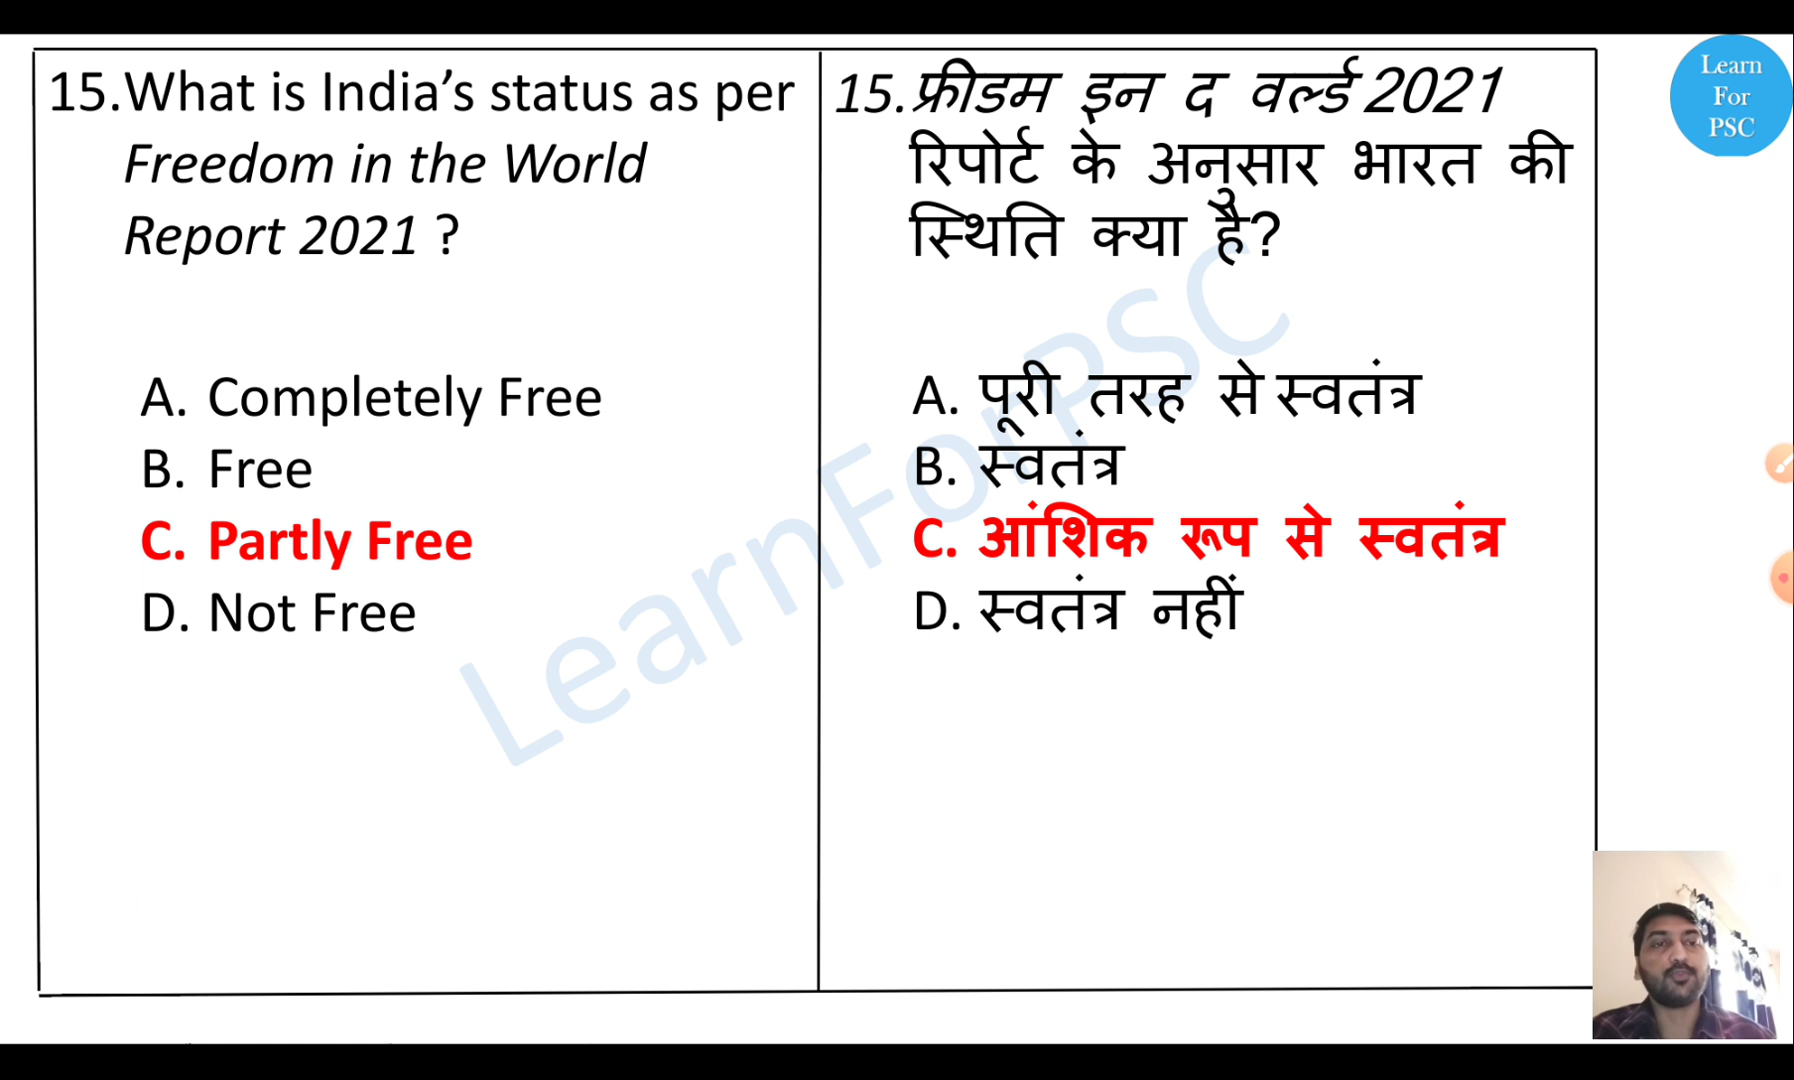 15.What is India’s status as per
Freedom in the World
Report 2021 ?
A. Completely Free
B. Free
C. Partly Free
D. Not Free
15.फ्रीडम इन द वर्ल्ड 2021
रिपोर्ट के अनुसार भारत की
स्थिति क्या है?
A. पूरी तरह से स्वतंत्र
B. स्वतंत्र
C. आंशिक रूप से स्वतंत्र
D. स्वतंत्र नहीं
LearnForPSC
Learn
For
PSC